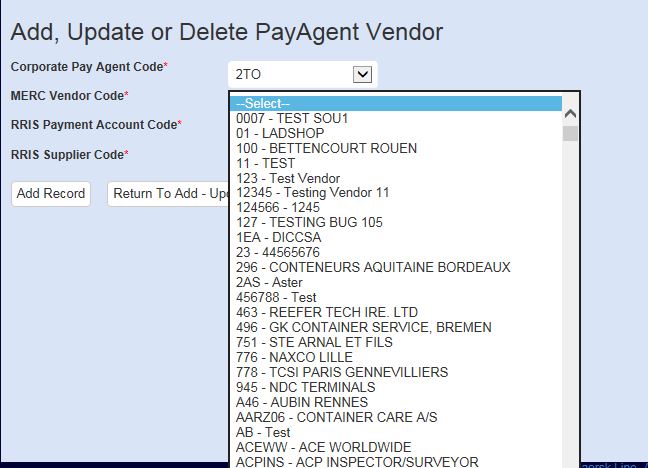 Add, Update or Delete PayAgent Vendor
Corporate Pay Agent Code*
2TO
MERC Vendor Code*
RRIS Payment Account Code*
RRIS Supplier Code*
Add Record
Return To Add - Up
--Select--
0007 - TEST SOU1
01 - LADSHOP
100 - BETTENCOURT ROUEN
11 - TEST
123 - Test Vendor
12345 - Testing Vendor 11
124566 - 1245
127 - TESTING BUG 105
1EA - DICCSA
23 - 44565676
296 - CONTENEURS AQUITAINE BORDEAUX
2AS - Aster
456788 - Test
463 - REEFER TECH IRE. LTD
496 - GK CONTAINER SERVICE, BREMEN
751 - STE ARNAL ET FILS
776 - NAXCO LILLE
778 - TCSI PARIS GENNEVILLIERS
945 - NDC TERMINALS
A46 - AUBIN RENNES
AARZ06 - CONTAINER CARE A/S
AB - Test
ACEWW - ACE WORLDWIDE
ACPINS - ACP INSPECTOR/SURVEYOR